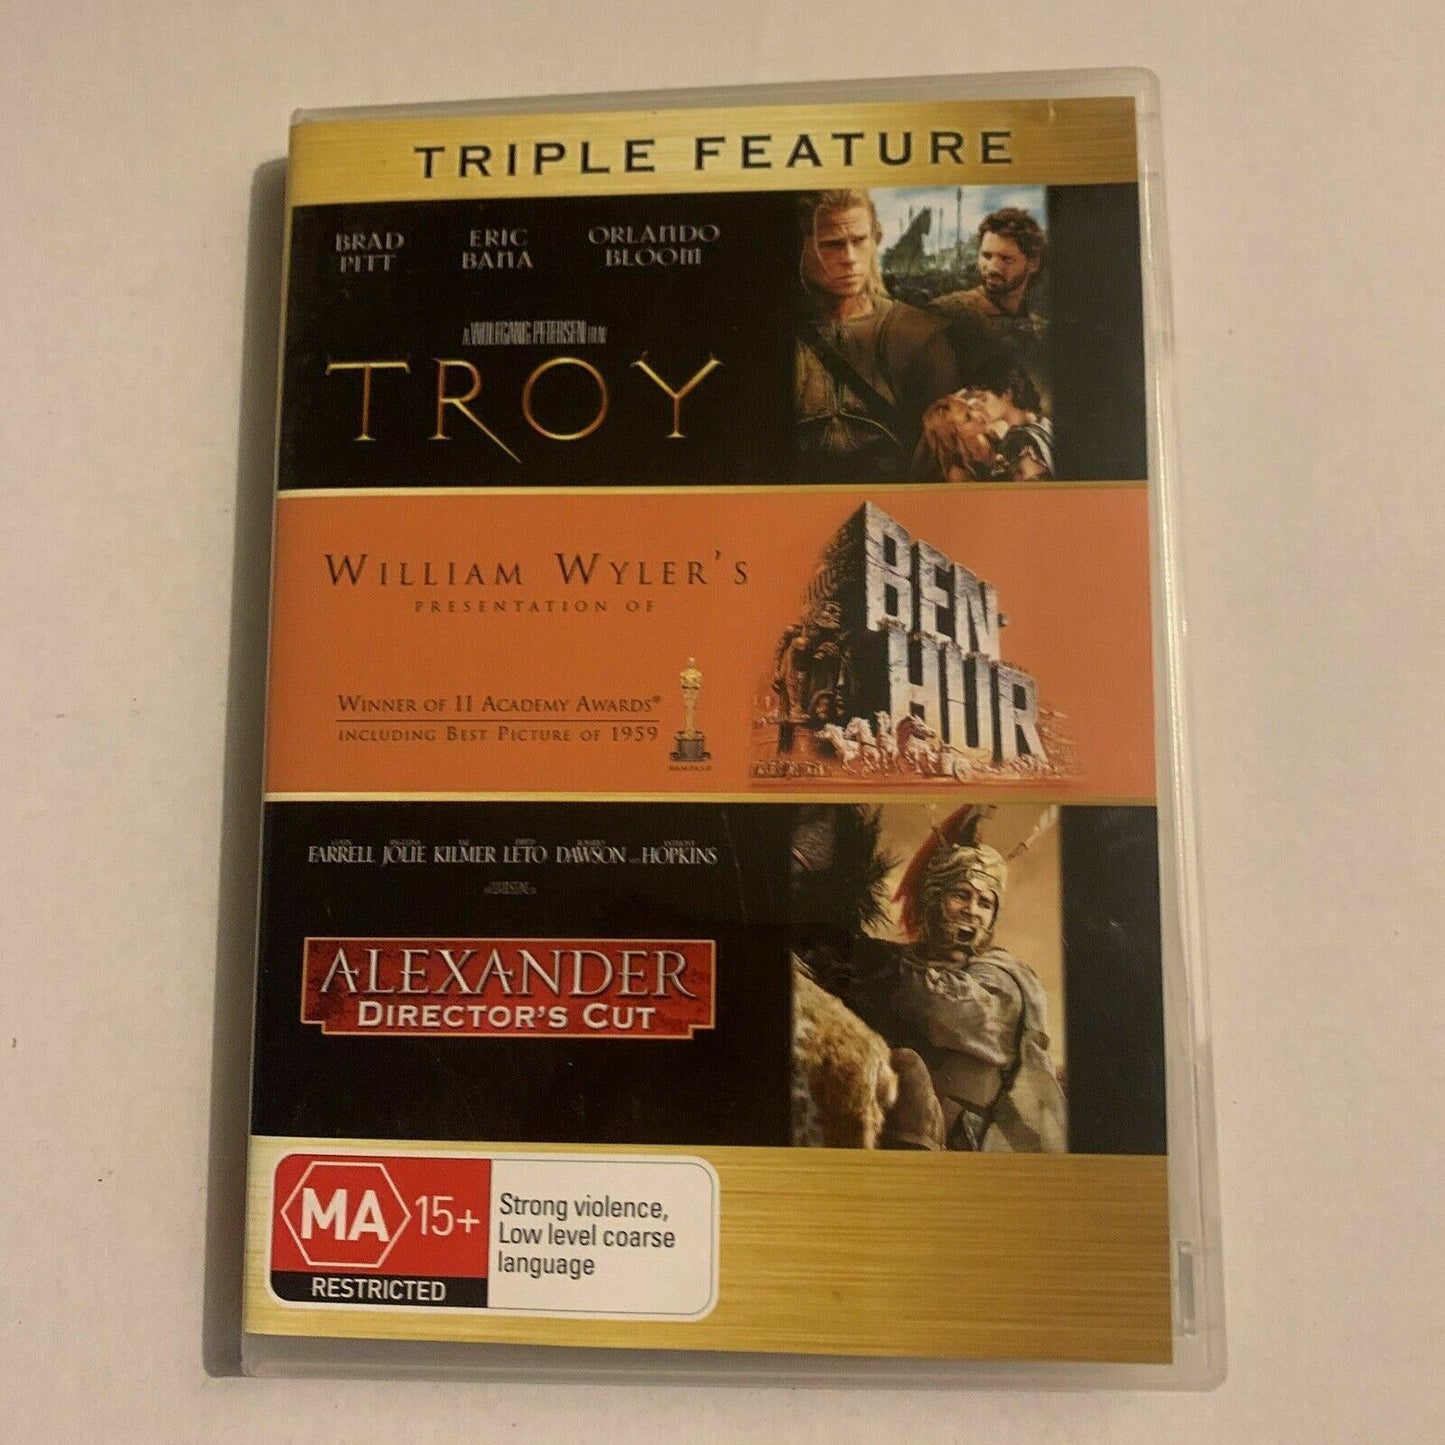 TRIPLE FEATURE
BRAD PITT
ERIC BANA
ORLANDO BLOOM
A WOLFGANG PETERSEN FILM
TROY
WILLIAM WYLER'S
PRESENTATION OF
BEN-HUR
WINNER OF 11 ACADEMY AWARDS®
INCLUDING BEST PICTURE OF 1959
FARRELL JOLIE KILMER LETO DAWSON AND HOPKINS
ALEXANDER
DIRECTOR'S CUT
MA 15+
RESTRICTED
Strong violence,
Low level coarse
language